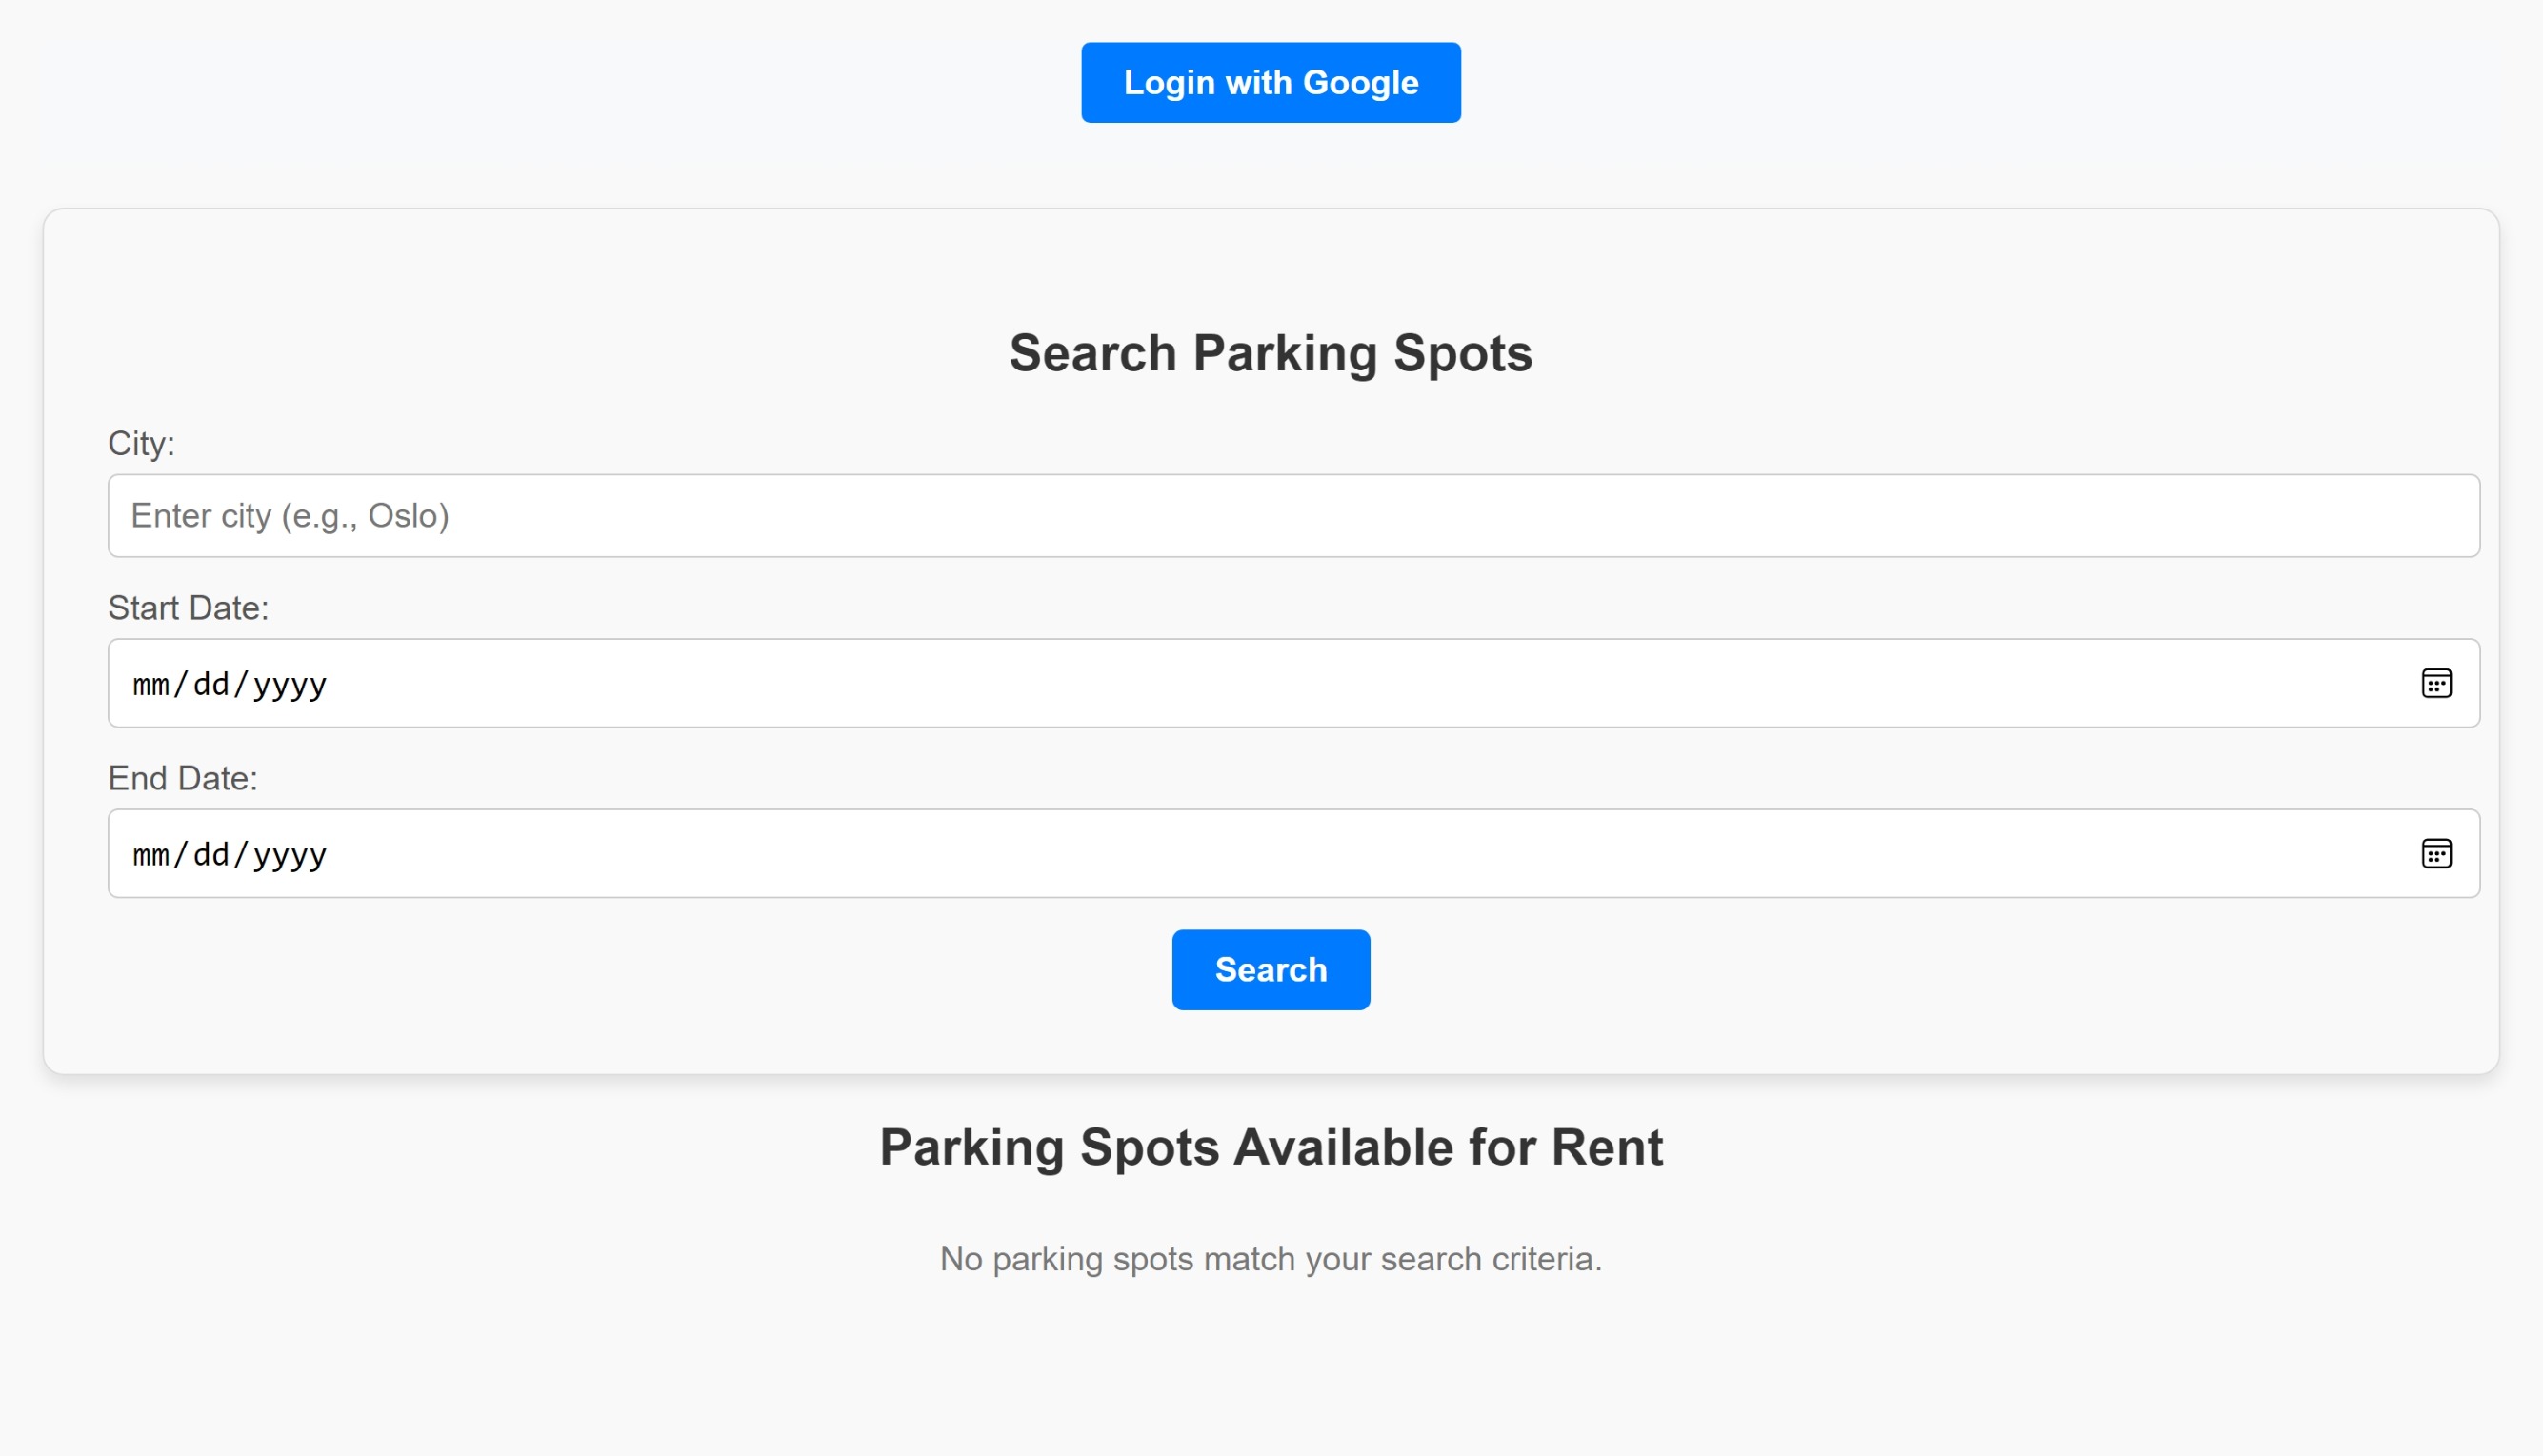 Login with Google
Search Parking Spots
City:
Enter city (e.g., Oslo)
Start Date:
mm/dd/yyyy
End Date:
mm/dd/yyyy
Search
Parking Spots Available for Rent
No parking spots match your search criteria.